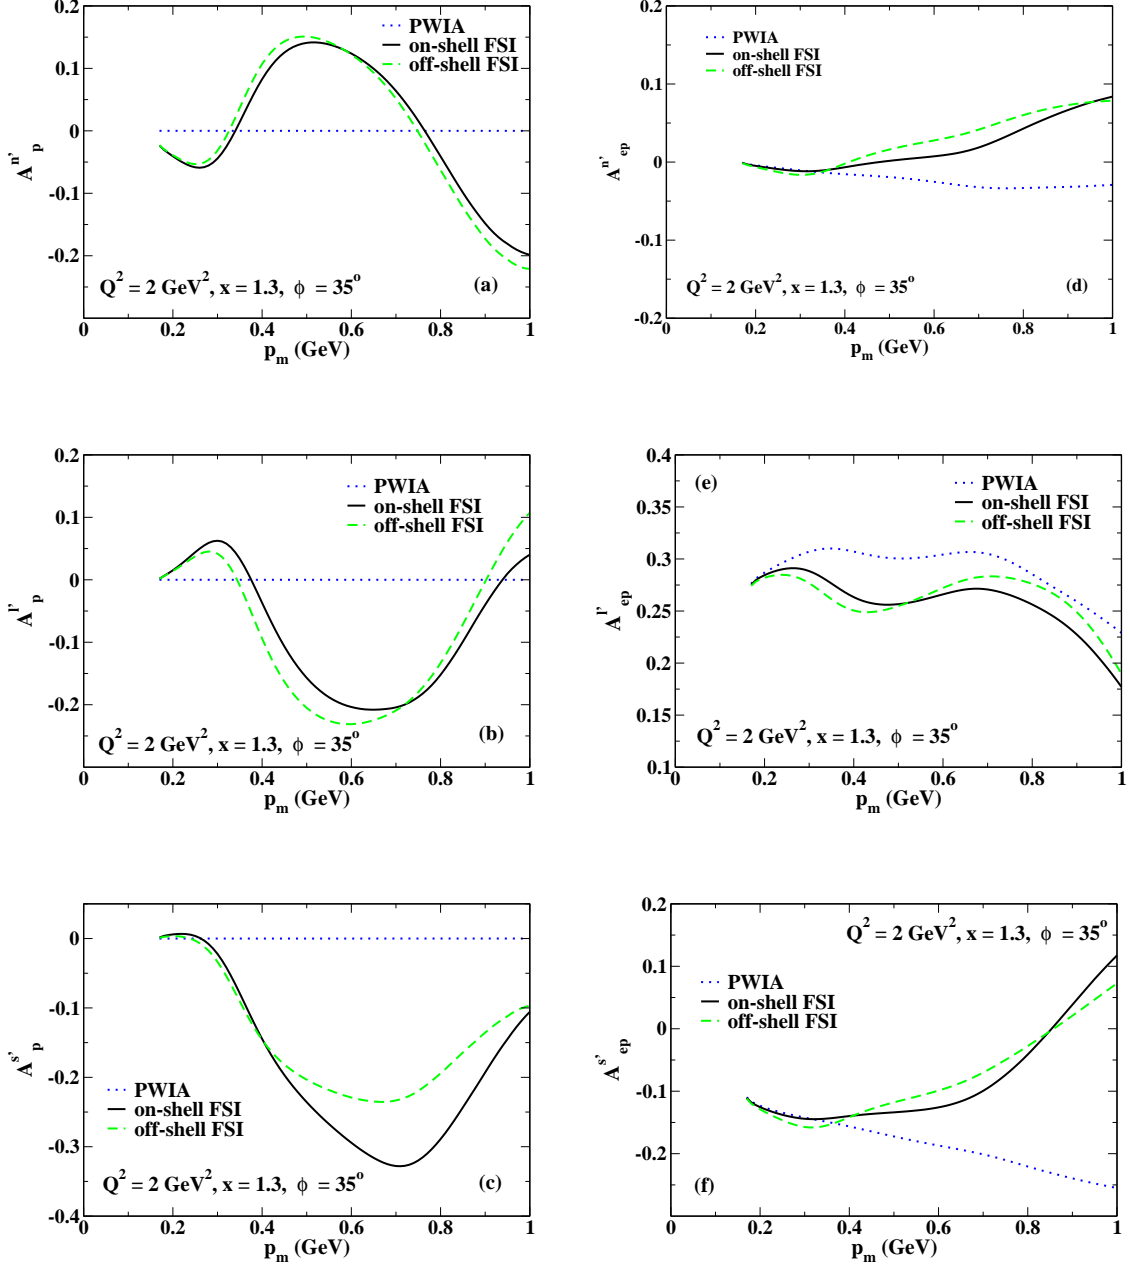 0.2
0.1
0
-0.1
-0.2
A_p^n'
PWIA
on-shell FSI
off-shell FSI
Q^2 = 2 GeV^2, x = 1.3, ϕ = 35^o
(a)
0 0.2 0.4 0.6 0.8 1
p_m (GeV)
0.2
0.1
0
-0.1
-0.2
A_ep^n'
PWIA
on-shell FSI
off-shell FSI
Q^2 = 2 GeV^2, x = 1.3, ϕ = 35^o
(d)
0 0.2 0.4 0.6 0.8 1
p_m (GeV)
0.2
0.1
0
-0.1
-0.2
A_p^l'
PWIA
on-shell FSI
off-shell FSI
Q^2 = 2 GeV^2, x = 1.3, ϕ = 35^o
(b)
0 0.2 0.4 0.6 0.8 1
p_m (GeV)
0.4
0.35
0.3
0.25
0.2
0.15
0.1
A_ep^l'
(e)
PWIA
on-shell FSI
off-shell FSI
Q^2 = 2 GeV^2, x = 1.3, ϕ = 35^o
0 0.2 0.4 0.6 0.8 1
p_m (GeV)
0
-0.1
-0.2
-0.3
-0.4
A_p^s'
PWIA
on-shell FSI
off-shell FSI
Q^2 = 2 GeV^2, x = 1.3, ϕ = 35^o
(c)
0 0.2 0.4 0.6 0.8 1
p_m (GeV)
0.2
0.1
0
-0.1
-0.2
A_ep^s'
Q^2 = 2 GeV^2, x = 1.3, ϕ = 35^o
PWIA
on-shell FSI
off-shell FSI
(f)
0 0.2 0.4 0.6 0.8 1
p_m (GeV)